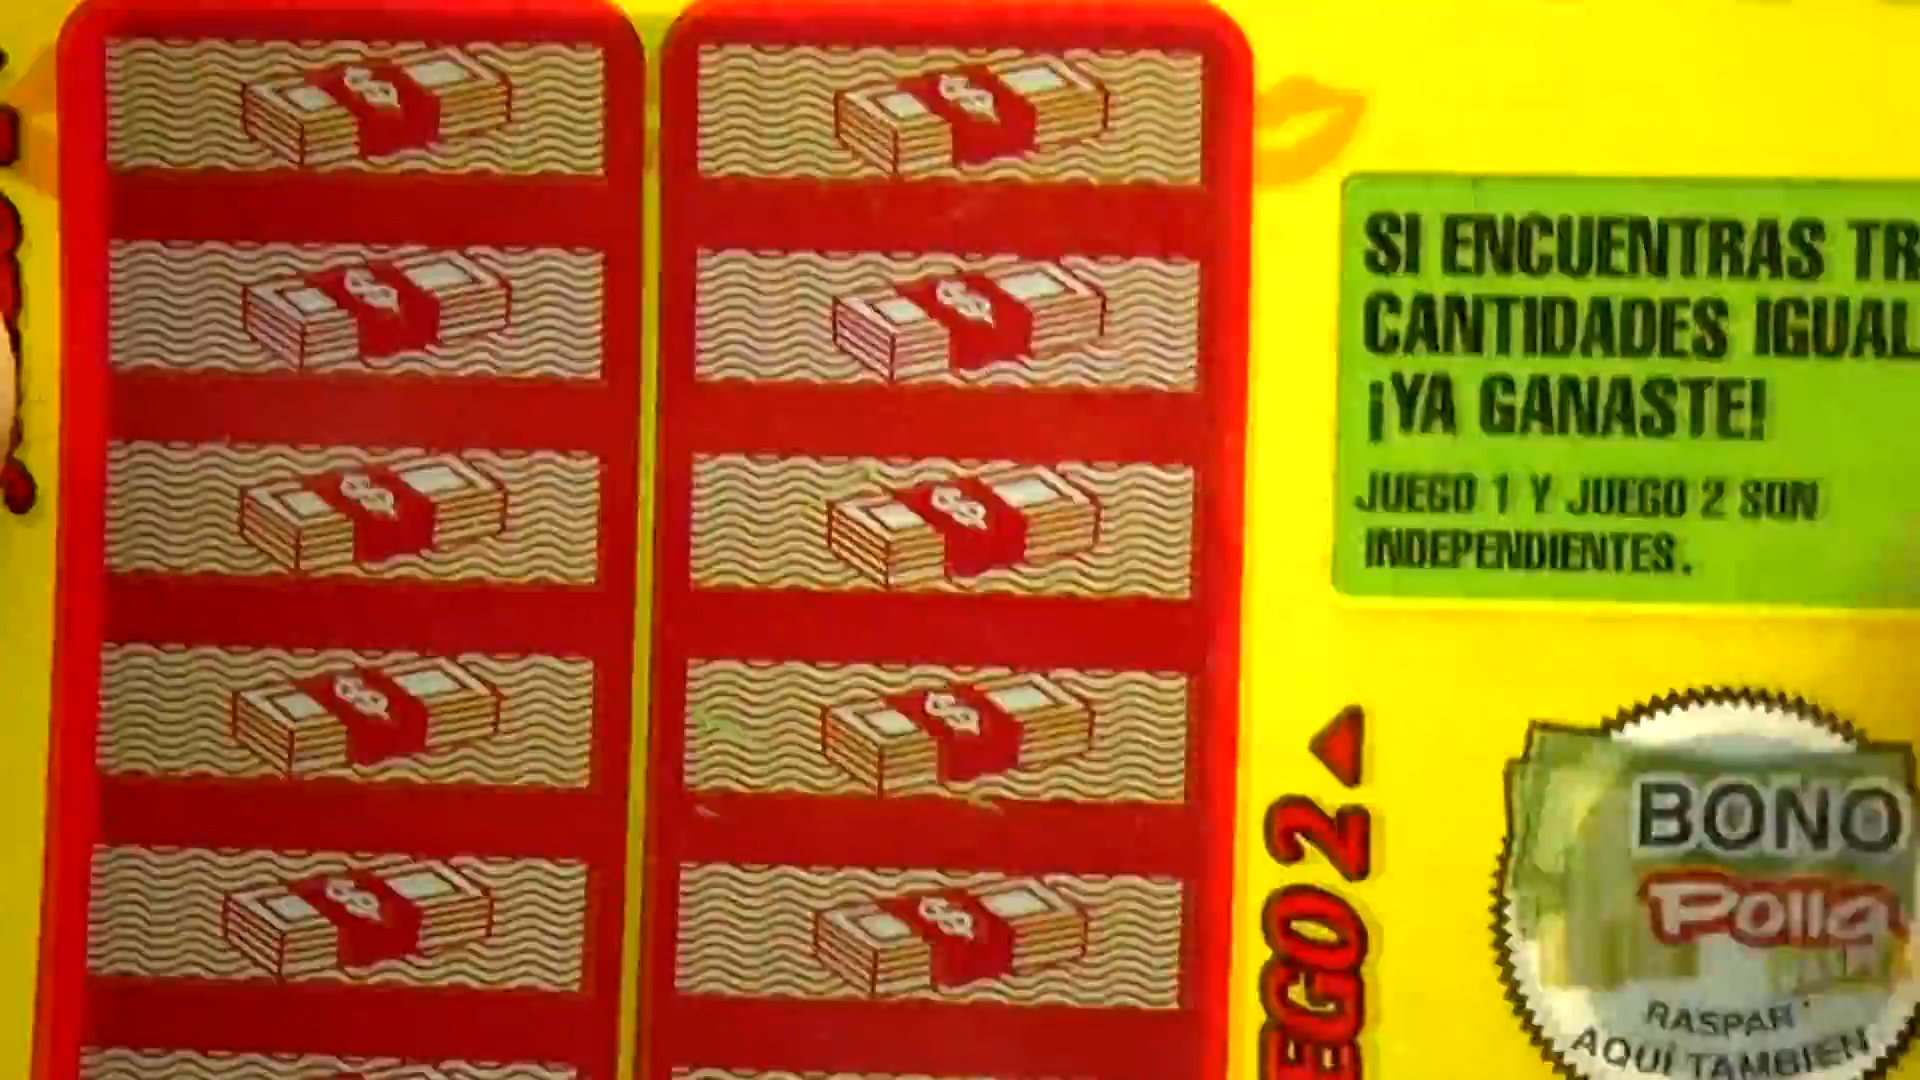 SI ENCUENTRAS TR
CANTIDADES IGUAL
¡YA GANASTE!
JUEGO 1 Y JUEGO 2 SON
INDEPENDIENTES.
EGO 2
BONO
Polla
RASPAR
AQUÍ TAMBIEN